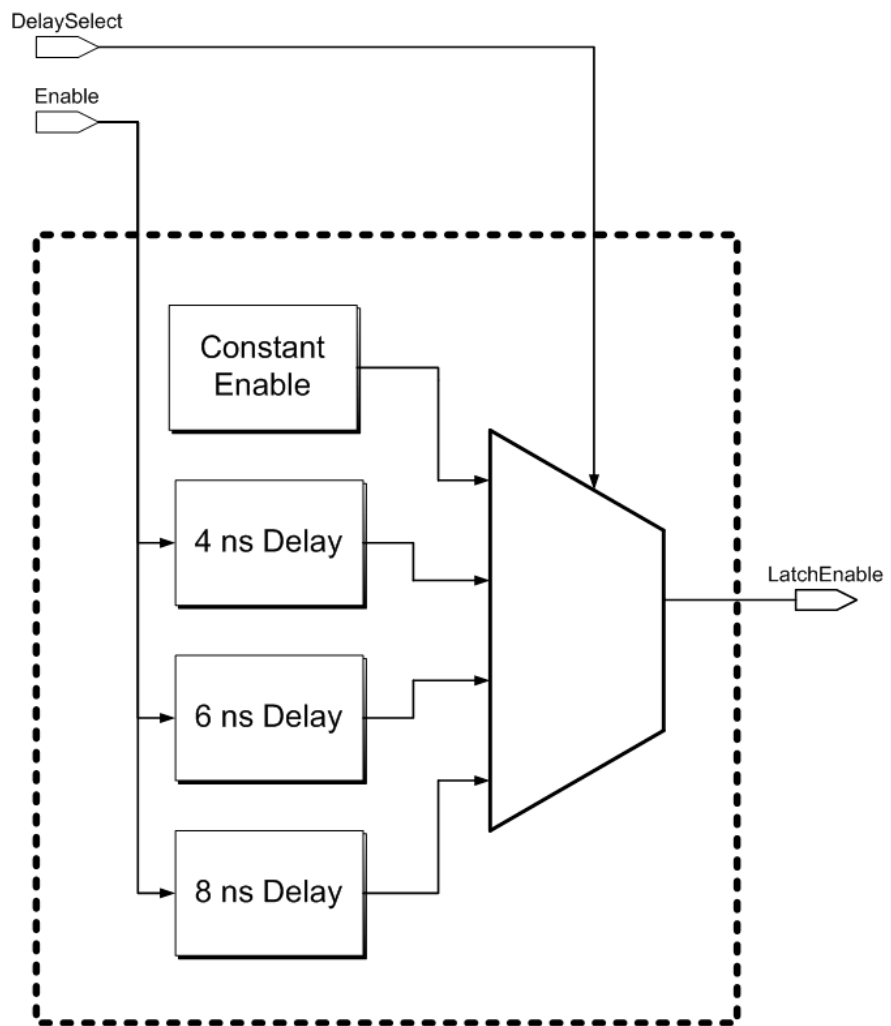 DelaySelect
Enable
Constant
Enable
4 ns Delay
6 ns Delay
8 ns Delay
LatchEnable